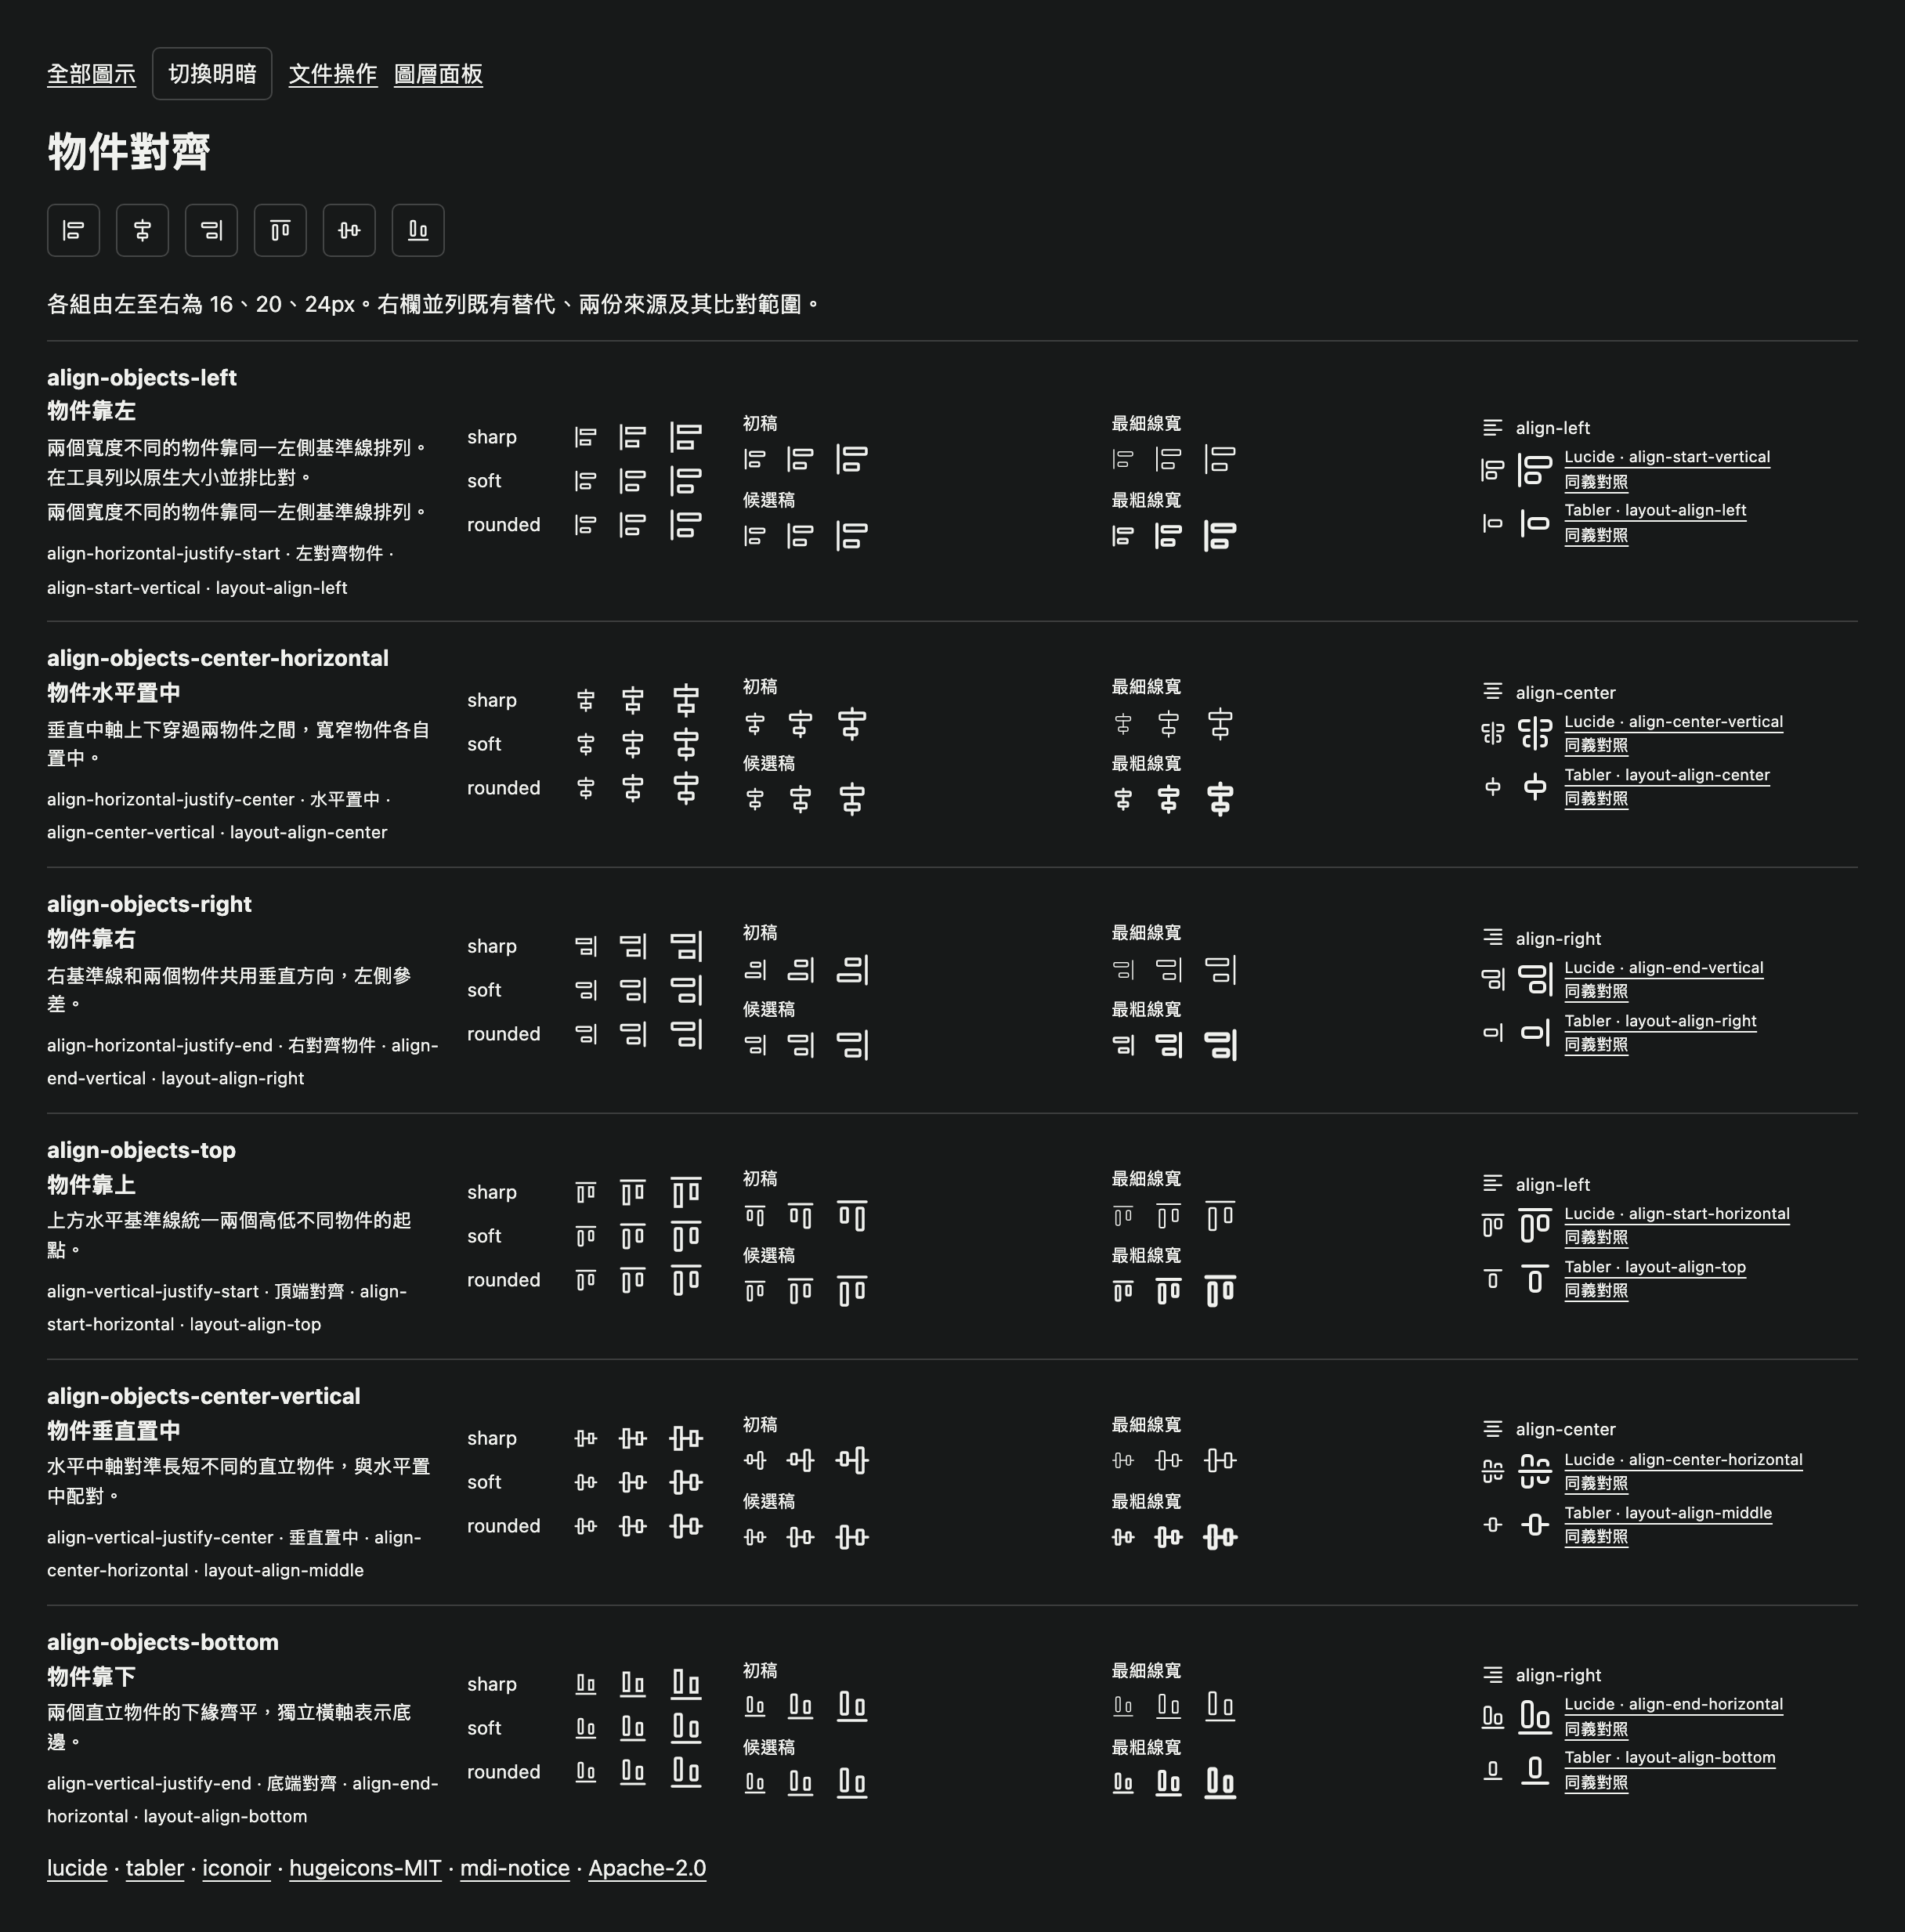 全部圖示 切換明暗 文件操作 圖層面板
物件對齊
各組由左至右為 16、20、24px。右欄並列既有替代、兩份來源及其比對範圍。
align-objects-left
物件靠左
兩個寬度不同的物件靠同一左側基準線排列。
在工具列以原生大小並排比對。
兩個寬度不同的物件靠同一左側基準線排列。
align-horizontal-justify-start · 左對齊物件 ·
align-start-vertical · layout-align-left
sharp
soft
rounded
初稿
候選稿
最細線寬
最粗線寬
align-left
Lucide · align-start-vertical
同義對照
Tabler · layout-align-left
同義對照
align-objects-center-horizontal
物件水平置中
垂直中軸上下穿過兩物件之間，寬窄物件各自
置中。
align-horizontal-justify-center · 水平置中 ·
align-center-vertical · layout-align-center
sharp
soft
rounded
初稿
候選稿
最細線寬
最粗線寬
align-center
Lucide · align-center-vertical
同義對照
Tabler · layout-align-center
同義對照
align-objects-right
物件靠右
右基準線和兩個物件共用垂直方向，左側參
差。
align-horizontal-justify-end · 右對齊物件 · align-
end-vertical · layout-align-right
sharp
soft
rounded
初稿
候選稿
最細線寬
最粗線寬
align-right
Lucide · align-end-vertical
同義對照
Tabler · layout-align-right
同義對照
align-objects-top
物件靠上
上方水平基準線統一兩個高低不同物件的起
點。
align-vertical-justify-start · 頂端對齊 · align-
start-horizontal · layout-align-top
sharp
soft
rounded
初稿
候選稿
最細線寬
最粗線寬
align-left
Lucide · align-start-horizontal
同義對照
Tabler · layout-align-top
同義對照
align-objects-center-vertical
物件垂直置中
水平中軸對準長短不同的直立物件，與水平置
中配對。
align-vertical-justify-center · 垂直置中 · align-
center-horizontal · layout-align-middle
sharp
soft
rounded
初稿
候選稿
最細線寬
最粗線寬
align-center
Lucide · align-center-horizontal
同義對照
Tabler · layout-align-middle
同義對照
align-objects-bottom
物件靠下
兩個直立物件的下緣齊平，獨立橫軸表示底
邊。
align-vertical-justify-end · 底端對齊 · align-end-
horizontal · layout-align-bottom
sharp
soft
rounded
初稿
候選稿
最細線寬
最粗線寬
align-right
Lucide · align-end-horizontal
同義對照
Tabler · layout-align-bottom
同義對照
lucide · tabler · iconoir · hugeicons-MIT · mdi-notice · Apache-2.0